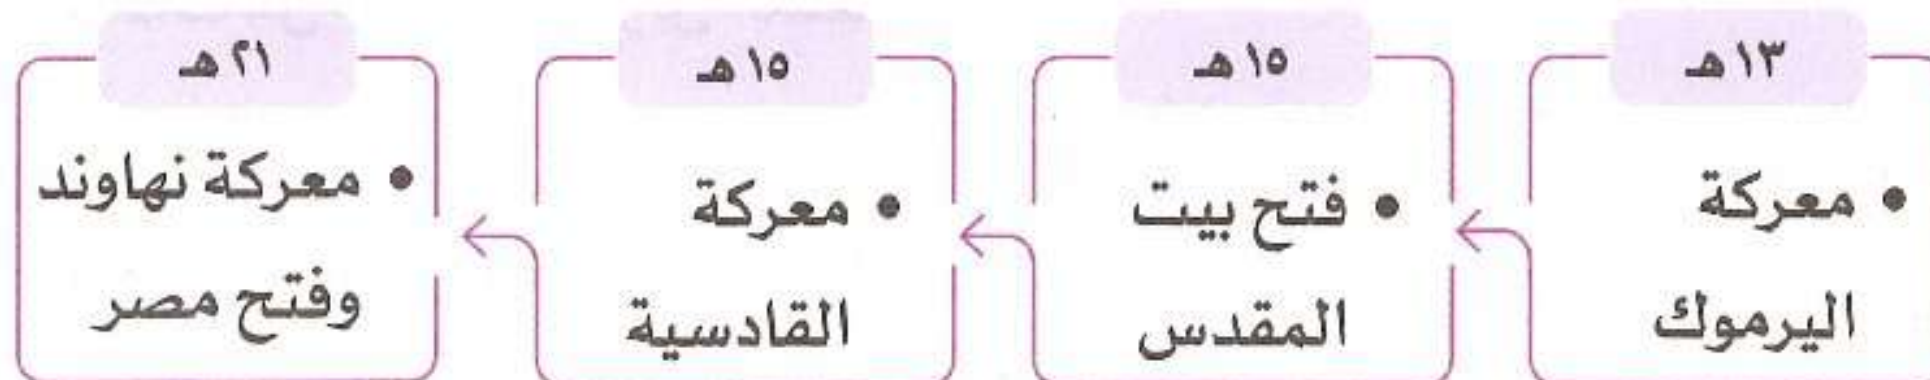 ١٣ هـ
• معركة
اليرموك
١٥ هـ
• فتح بيت
المقدس
١٥ هـ
• معركة
القادسية
٢١ هـ
• معركة نهاوند
وفتح مصر